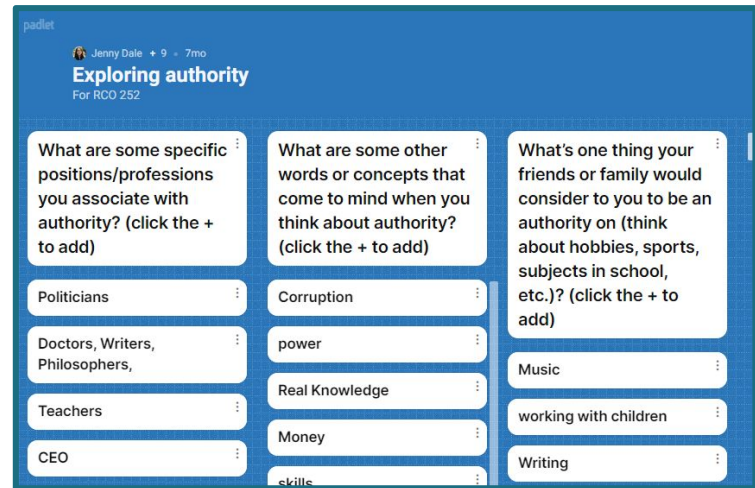 padlet
Jenny Dale + 9 • 7mo
Exploring authority
For RCO 252
What are some specific
positions/professions
you associate with
authority? (click the +
to add)
Politicians
Doctors, Writers,
Philosophers,
Teachers
CEO
What are some other
words or concepts that
come to mind when you
think about authority?
(click the + to add)
Corruption
power
Real Knowledge
Money
skills
What's one thing your
friends or family would
consider to you to be an
authority on (think
about hobbies, sports,
subjects in school,
etc.)? (click the + to
add)
Music
working with children
Writing